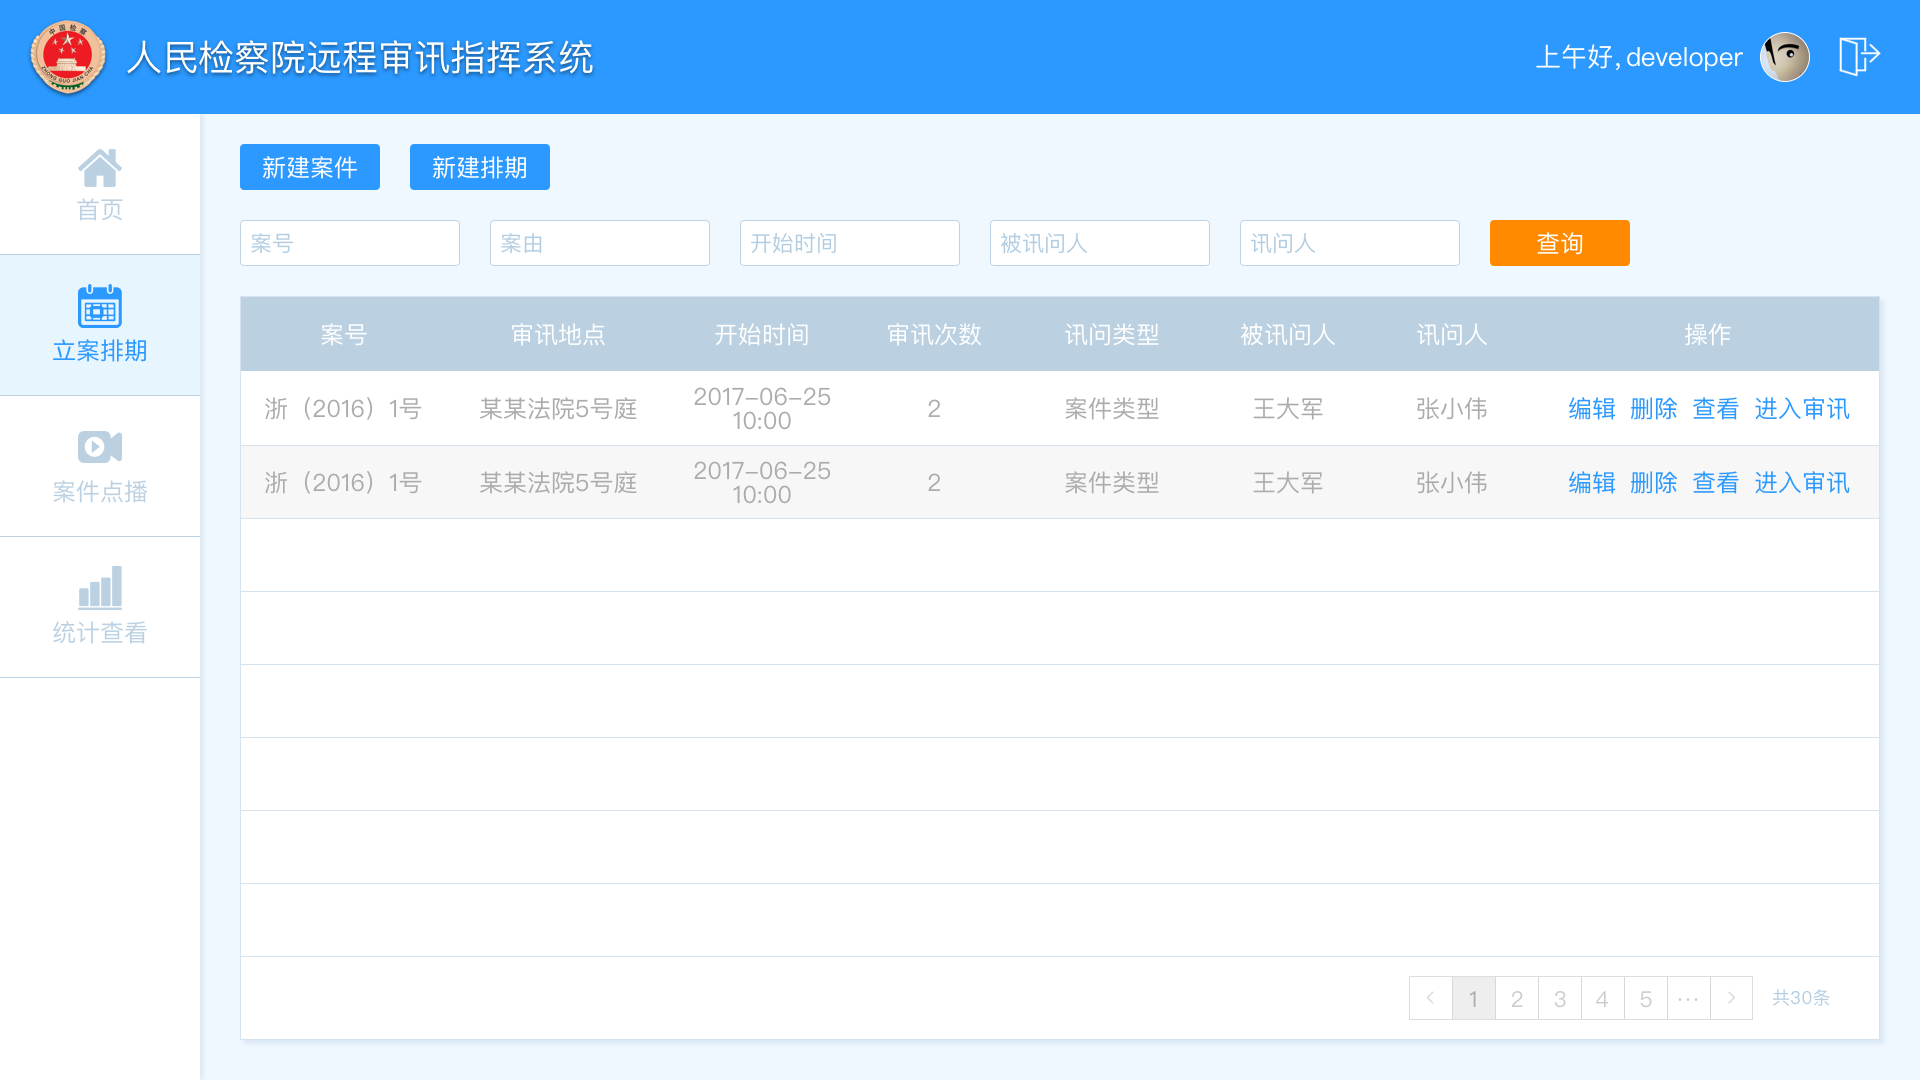 中国检察
ZHONG GUO JIAN CHA
人民检察院远程审讯指挥系统
上午好, developer
首页
立案排期
案件点播
统计查看
新建案件 新建排期
案号 案由 开始时间 被讯问人 讯问人 查询
案号 审讯地点 开始时间 审讯次数 讯问类型 被讯问人 讯问人 操作
浙（2016）1号 某某法院5号庭 2017-06-25 10:00 2 案件类型 王大军 张小伟 编辑 删除 查看 进入审讯
浙（2016）1号 某某法院5号庭 2017-06-25 10:00 2 案件类型 王大军 张小伟 编辑 删除 查看 进入审讯
< 1 2 3 4 5 ··· > 共30条